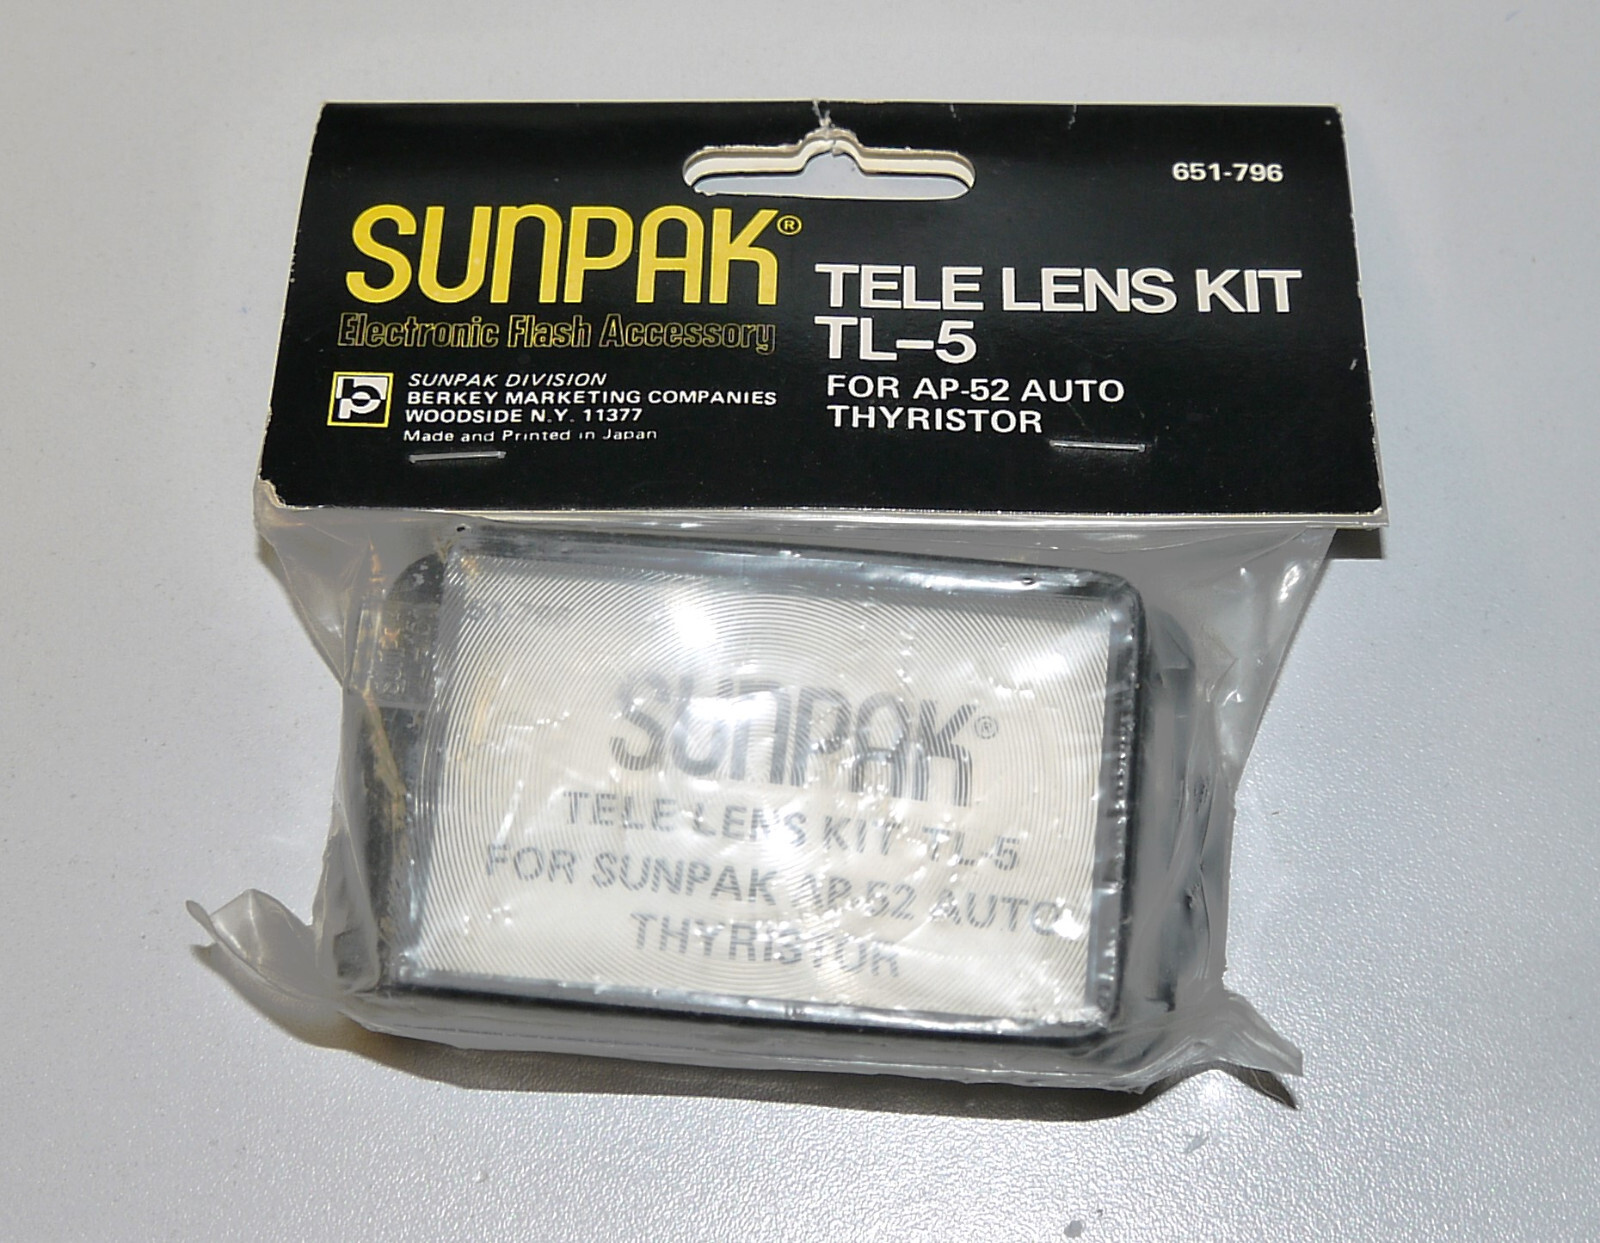 651-796
SUNPAK®
Electronic Flash Accessory
SUNPAK DIVISION
BERKEY MARKETING COMPANIES
WOODSIDE N.Y. 11377
Made and Printed in Japan
TELE LENS KIT
TL-5
FOR AP-52 AUTO
THYRISTOR
SUNPAK®
TELE LENS KIT TL-5
FOR SUNPAK AP-52 AUTO
THYRISTOR